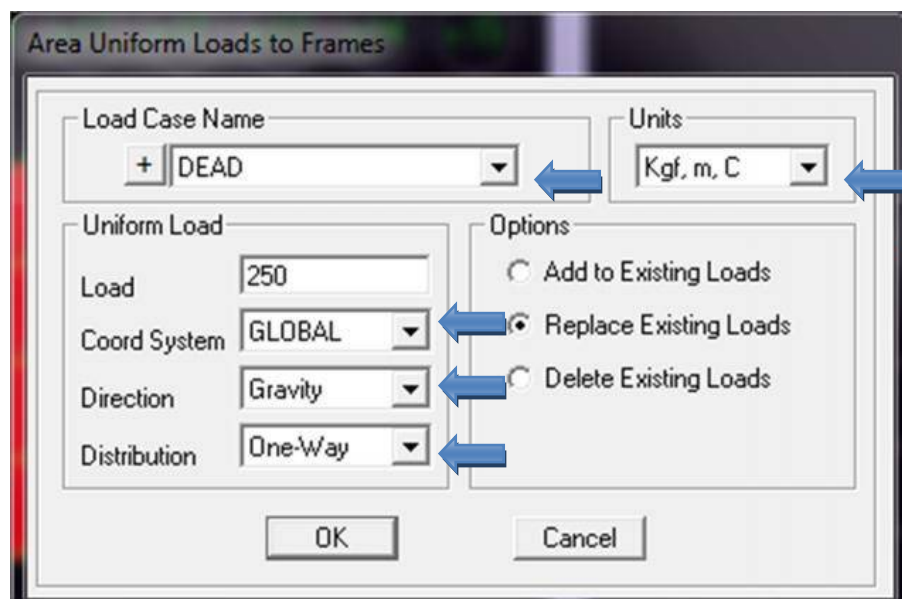 Area Uniform Loads to Frames
Load Case Name
+ DEAD
Units
Kgf, m, C
Uniform Load
Load 250
Coord System GLOBAL
Direction Gravity
Distribution One-Way
Options
Add to Existing Loads
Replace Existing Loads
Delete Existing Loads
OK
Cancel